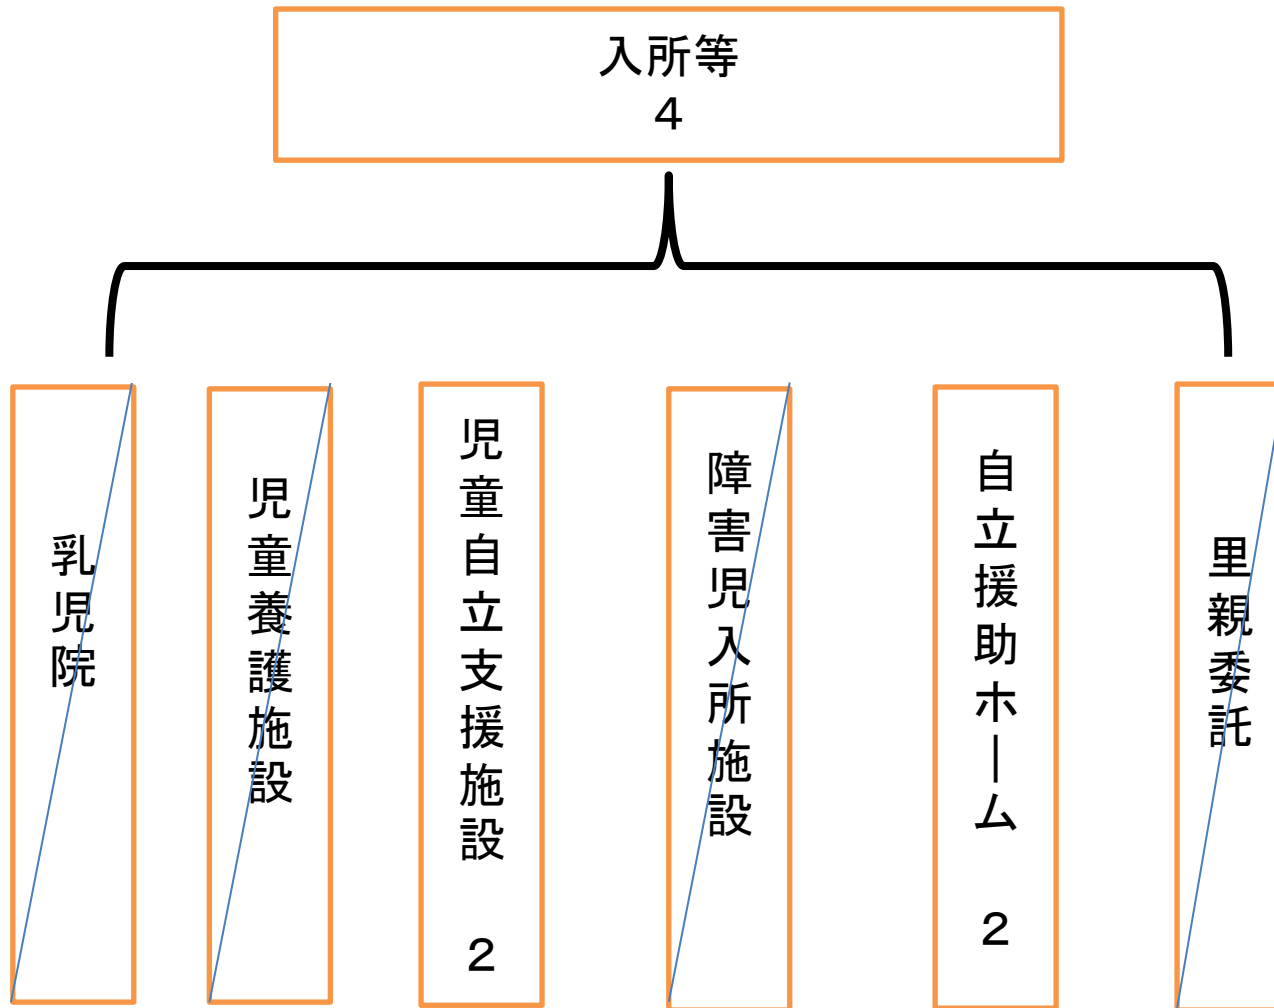 入所等
４
乳児院
児童養護施設
児童自立支援施設　２
障害児入所施設
自立援助ホーム　２
里親委託